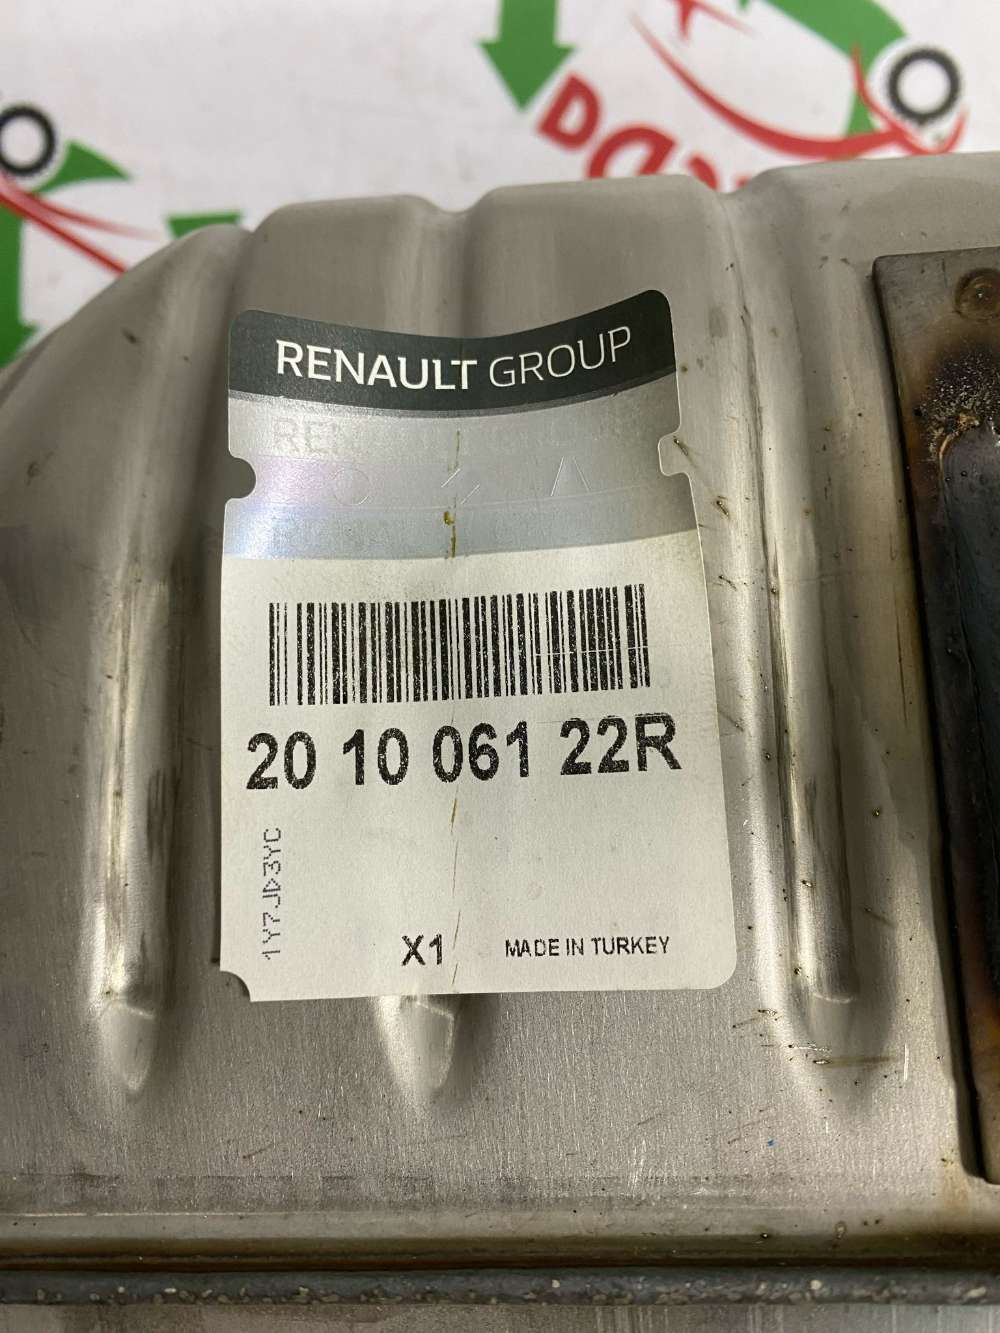 RENAULT GROUP
20 10 061 22R
1Y7JD3YC
X1
MADE IN TURKEY